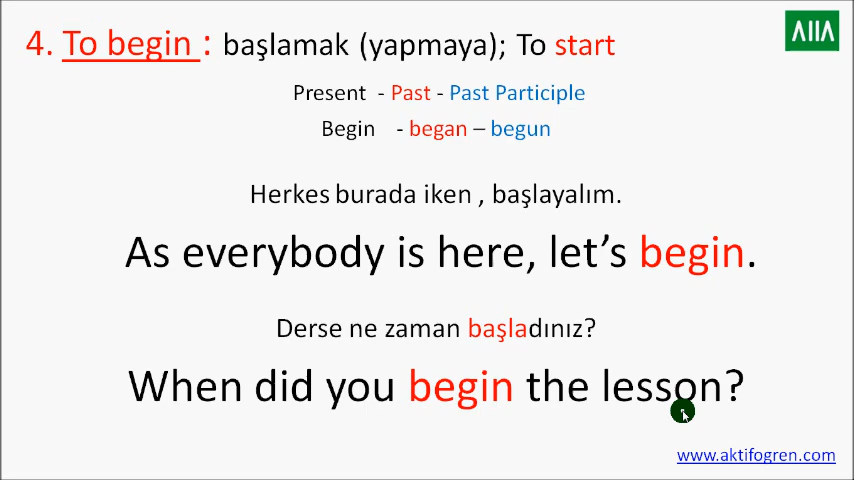 4. To begin : başlamak (yapmaya); To start
Present - Past - Past Participle
Begin - began – begun
Herkes burada iken , başlayalım.
As everybody is here, let’s begin.
Derse ne zaman başladınız?
When did you begin the lesson?
www.aktifogren.com